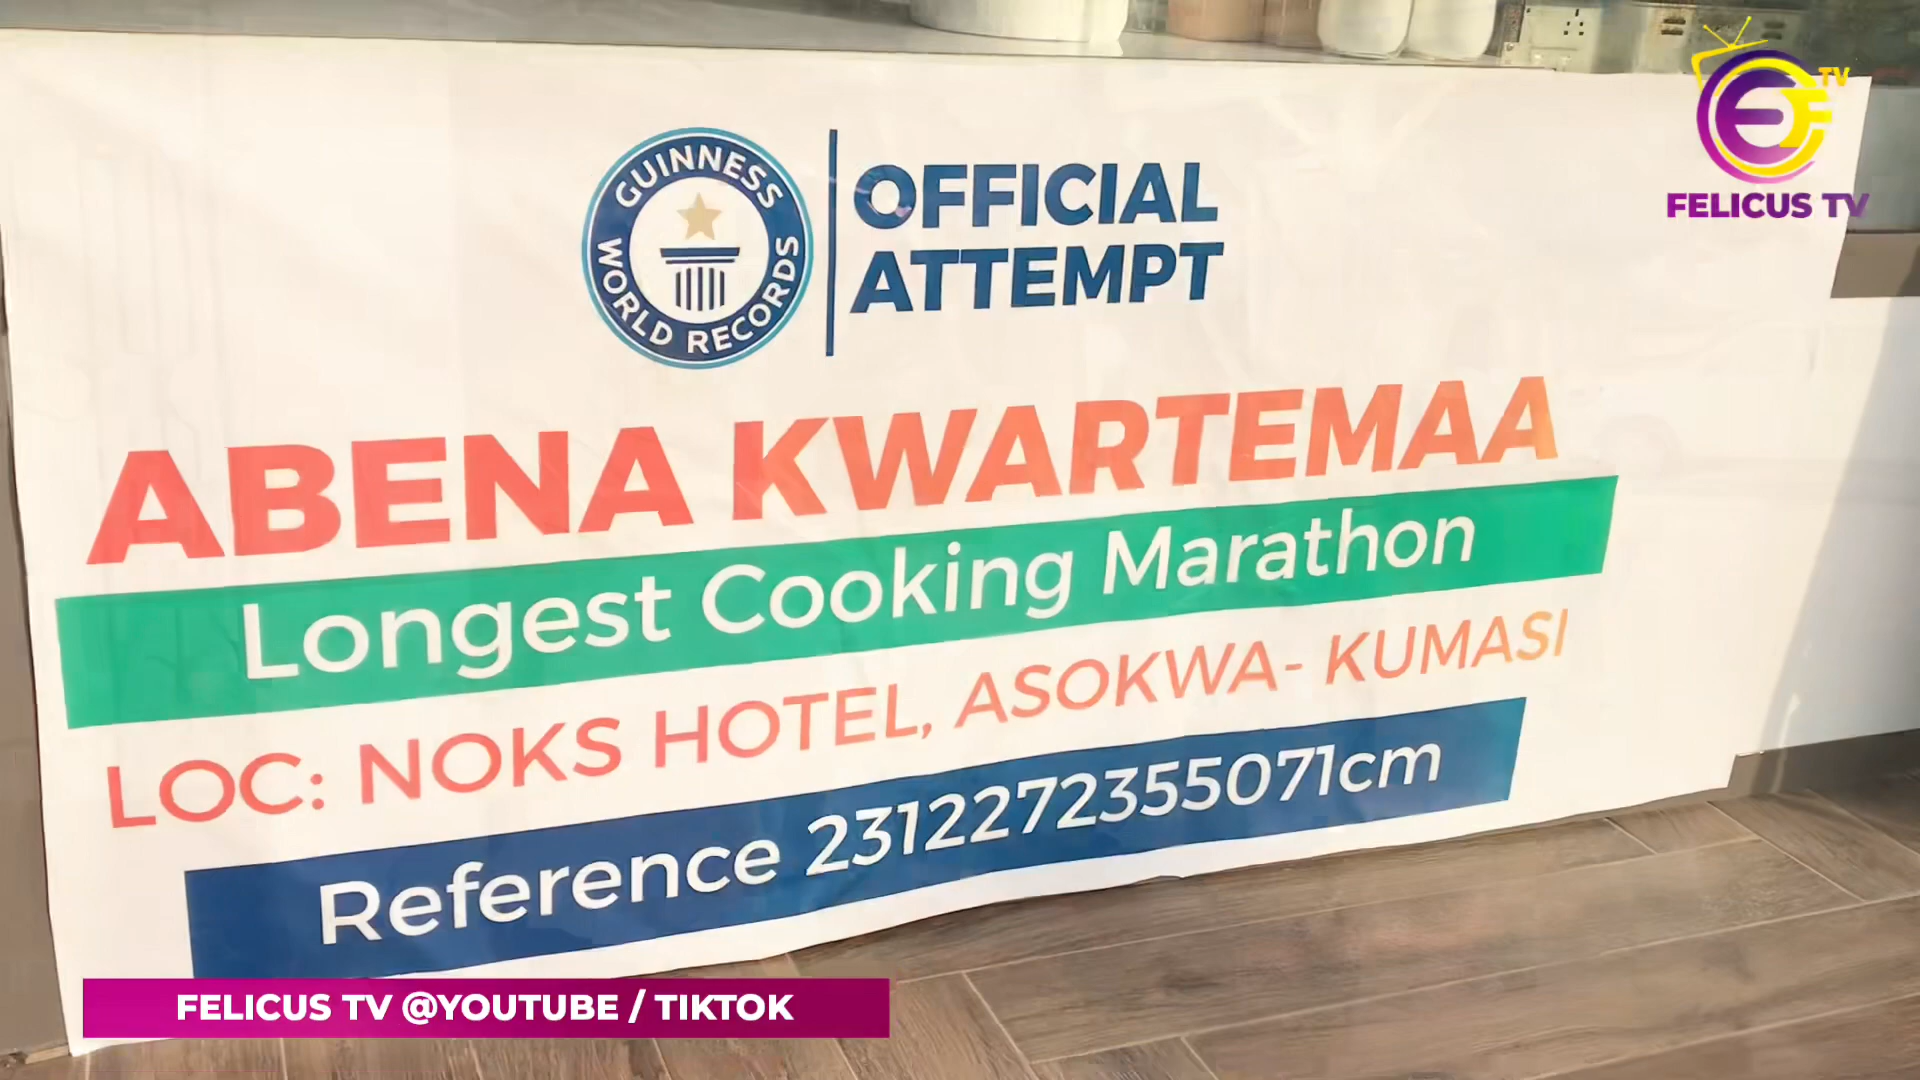 GUINNESS
WORLD RECORDS
OFFICIAL
ATTEMPT
TV
FELICUS TV
ABENA KWARTEMAA
Longest Cooking Marathon
LOC: NOKS HOTEL, ASOKWA- KUMASI
Reference 2312272355071cm
FELICUS TV @YOUTUBE / TIKTOK